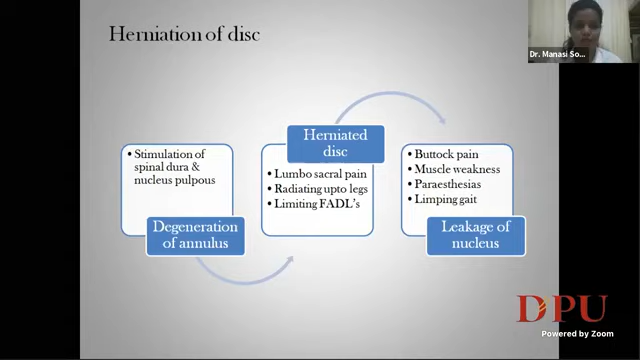 Herniation of disc
Dr. Manasi So...
• Stimulation of
spinal dura &
nucleus pulpous
Degeneration
of annulus
Herniated
disc
• Lumbo sacral pain
• Radiating upto legs
• Limiting FADL's
• Buttock pain
• Muscle weakness
• Paraesthesias
• Limping gait
Leakage of
nucleus
DPU
Powered by Zoom